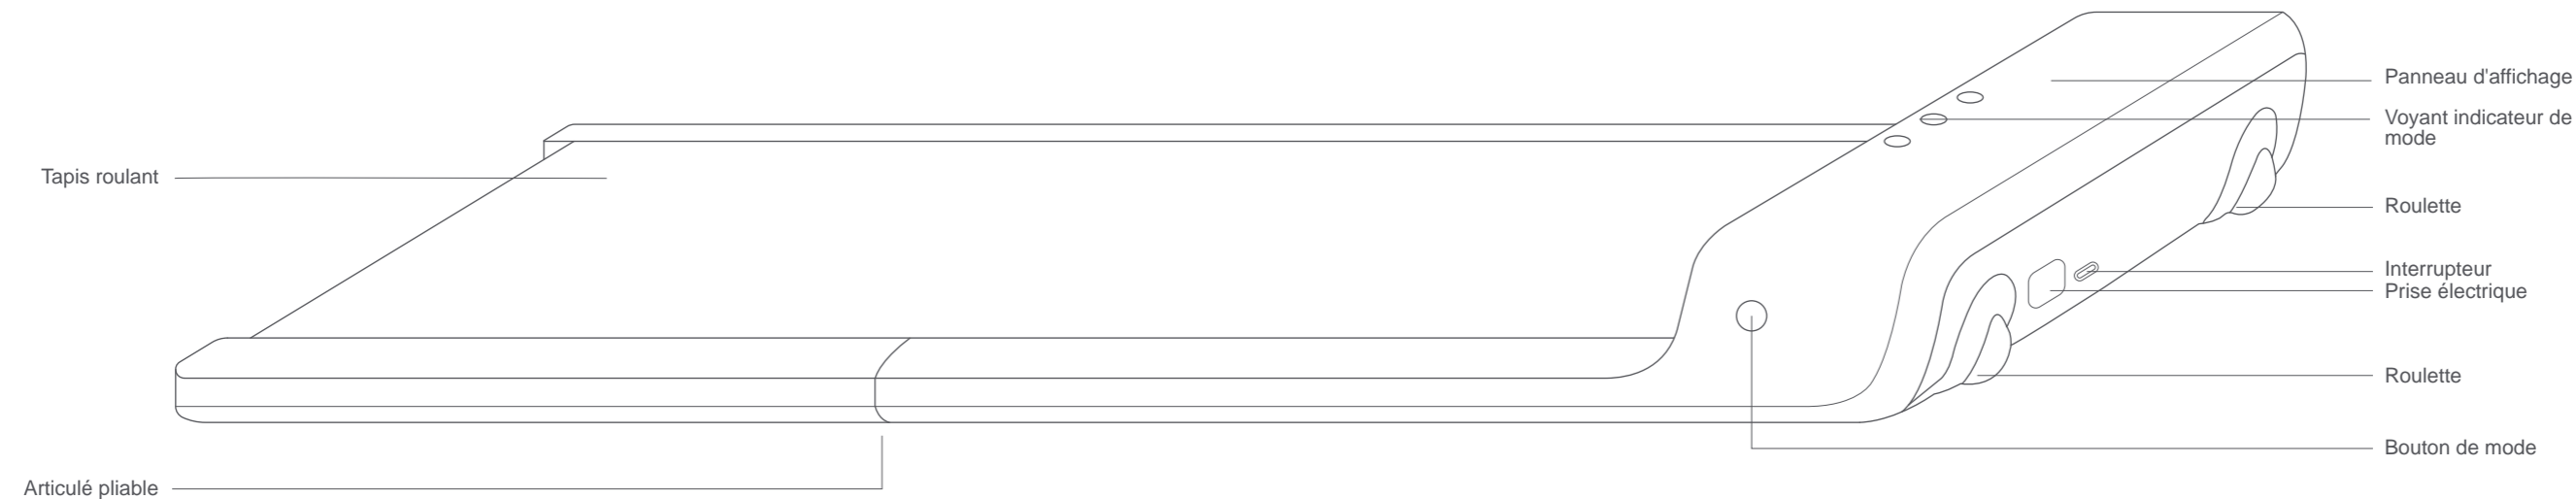 Panneau d'affichage
Voyant indicateur de
mode
Tapis roulant
Roulette
Interrupteur
Prise électrique
Roulette
Bouton de mode
Articulé pliable